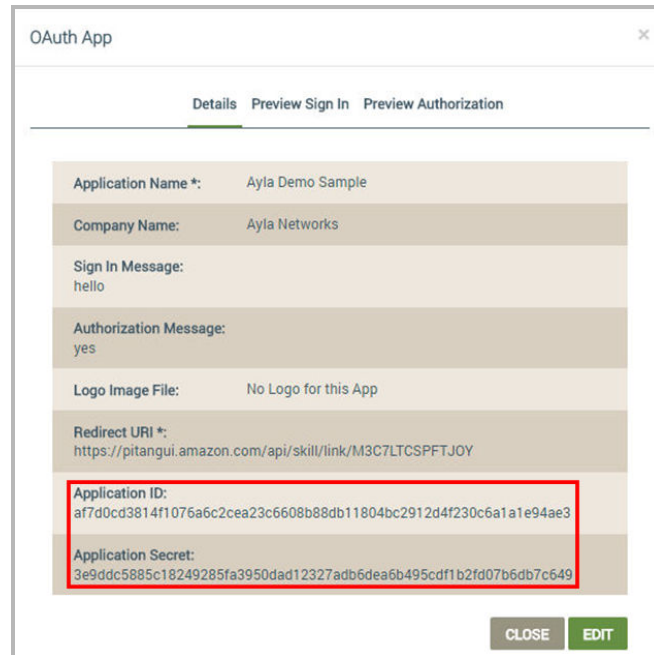 OAuth App
×
Details Preview Sign In Preview Authorization
Application Name *: Ayla Demo Sample
Company Name: Ayla Networks
Sign In Message:
hello
Authorization Message:
yes
Logo Image File: No Logo for this App
Redirect URI *:
https://pitangui.amazon.com/api/skill/link/M3C7LTCSPFTJOY
Application ID:
af7d0cd3814f1076a6c2cea23c6608b88db11804bc2912d4f230c6a1a1e94ae3
Application Secret:
3e9ddc5885c18249285fa3950dad12327adb6dea6b495cdf1b2fd07b6db7c649
CLOSE EDIT